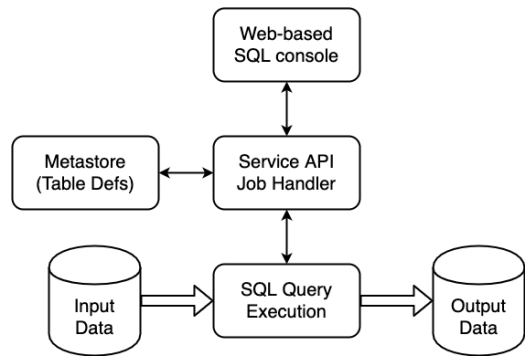 Web-based
SQL console
Metastore
(Table Defs)
Service API
Job Handler
Input
Data
SQL Query
Execution
Output
Data